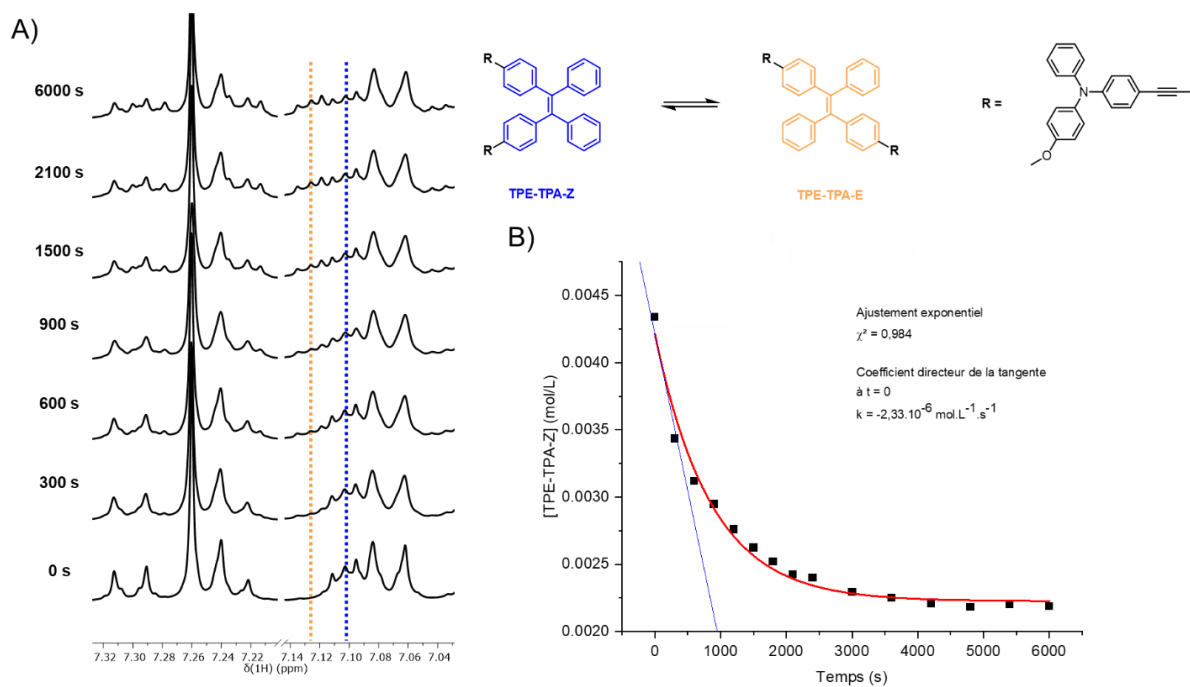 A)
6000 s
2100 s
1500 s
900 s
600 s
300 s
0 s
7.32 7.30 7.28 7.26 7.24 7.22 7.14 7.12 7.10 7.08 7.06 7.04
δ(1H) (ppm)
R
R
TPE-TPA-Z
R
R
TPE-TPA-E
R =
N
O
B)
[TPE-TPA-Z] (mol/L)
0.0045
0.0040
0.0035
0.0030
0.0025
0.0020
Ajustement exponentiel
χ² = 0,984
Coefficient directeur de la tangente
à t = 0
k = -2,33.10⁻⁶ mol.L⁻¹.s⁻¹
0 1000 2000 3000 4000 5000 6000
Temps (s)